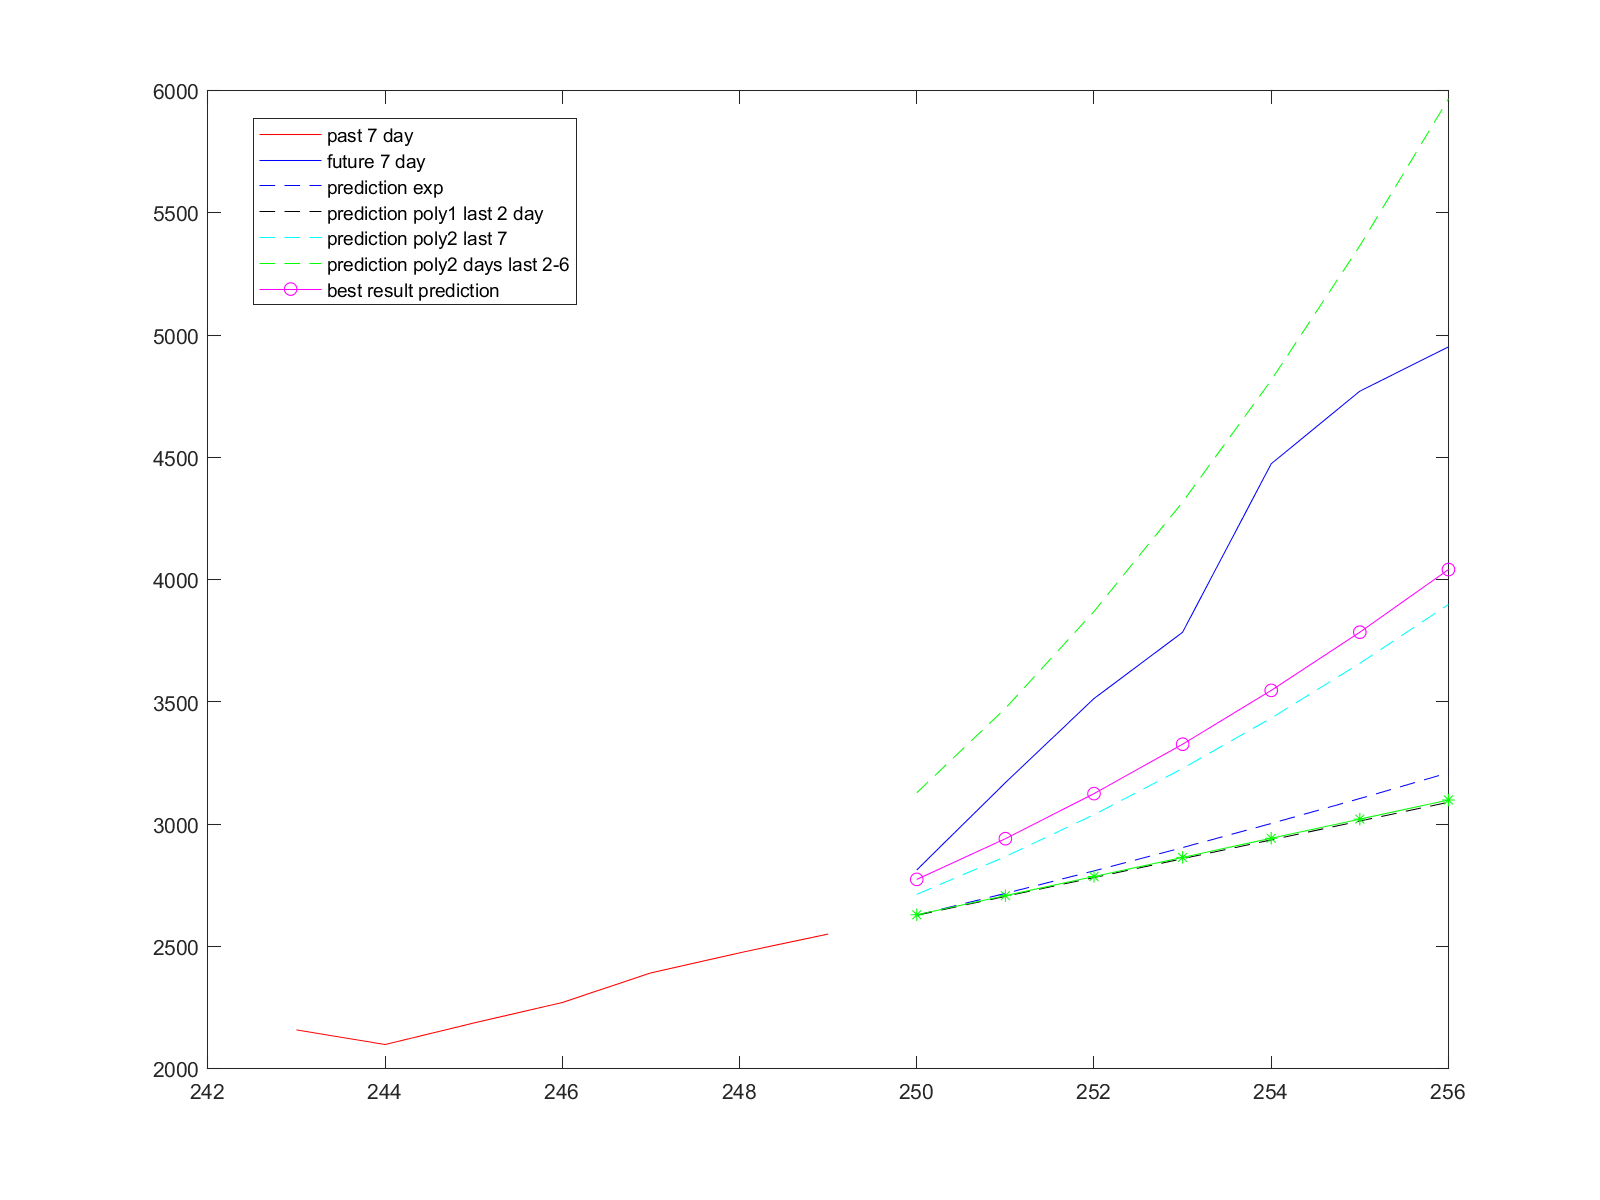 6000
5500
5000
4500
4000
3500
3000
2500
2000
past 7 day
future 7 day
prediction exp
prediction poly1 last 2 day
prediction poly2 last 7
prediction poly2 days last 2-6
best result prediction
242 244 246 248 250 252 254 256